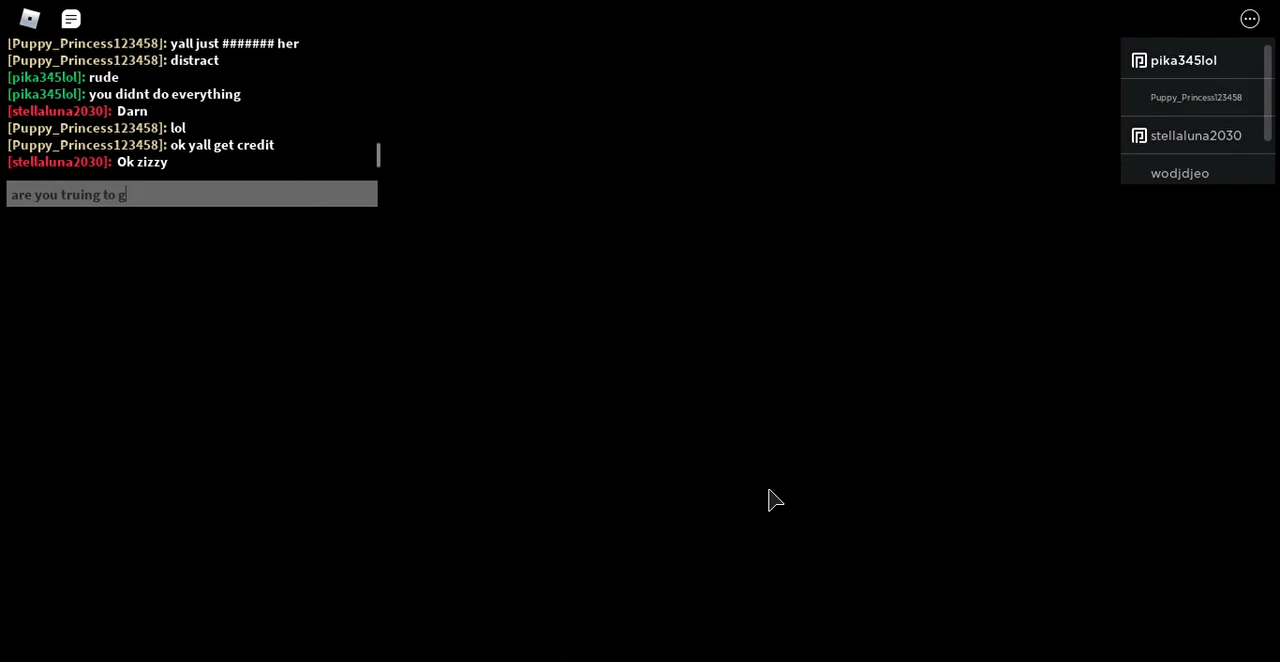 [Puppy_Princess123458]: yall just ####### her
[Puppy_Princess123458]: distract
[pika345lol]: rude
[pika345lol]: you didnt do everything
[stellaluna2030]: Darn
[Puppy_Princess123458]: lol
[Puppy_Princess123458]: ok yall get credit
[stellaluna2030]: Ok zizzy
are you truing to g
pika345lol
Puppy_Princess123458
stellaluna2030
wodjdjeo